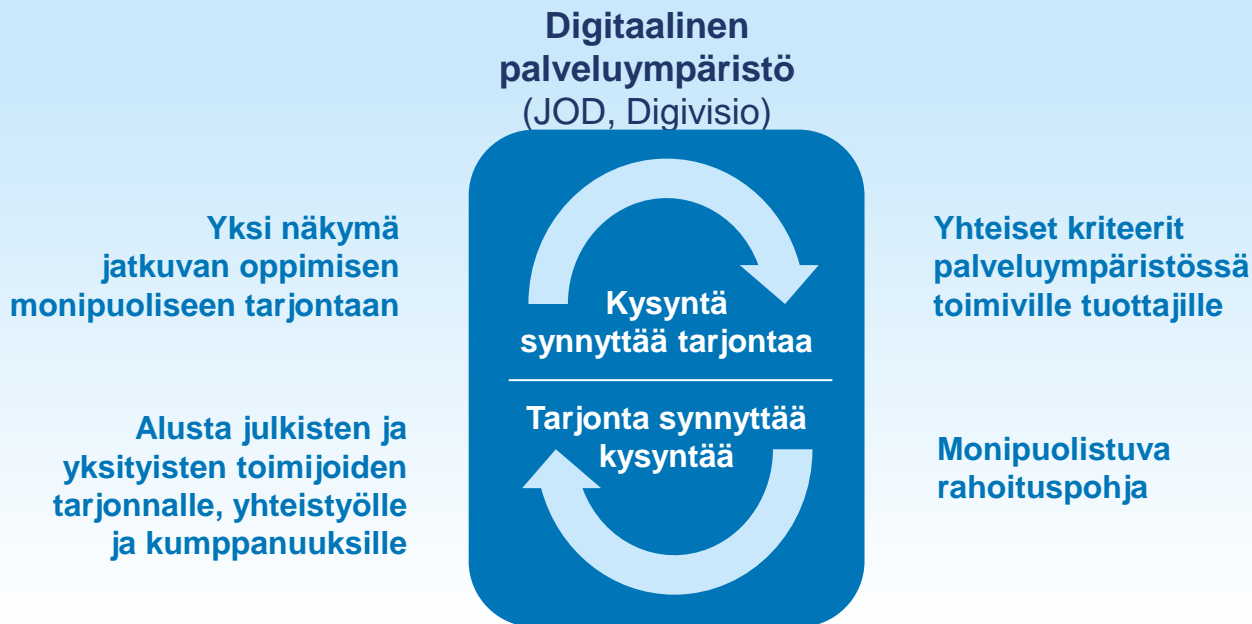 Digitaalinen
palveluympäristö
(JOD, Digivisio)
Yksi näkymä
jatkuvan oppimisen
monipuoliseen tarjontaan
Alusta julkisten ja
yksityisten toimijoiden
tarjonnalle, yhteistyölle
ja kumppanuuksille
Kysyntä
synnyttää tarjontaa
Tarjonta synnyttää
kysyntää
Yhteiset kriteerit
palveluympäristössä
toimiville tuottajille
Monipuolistuva
rahoituspohja